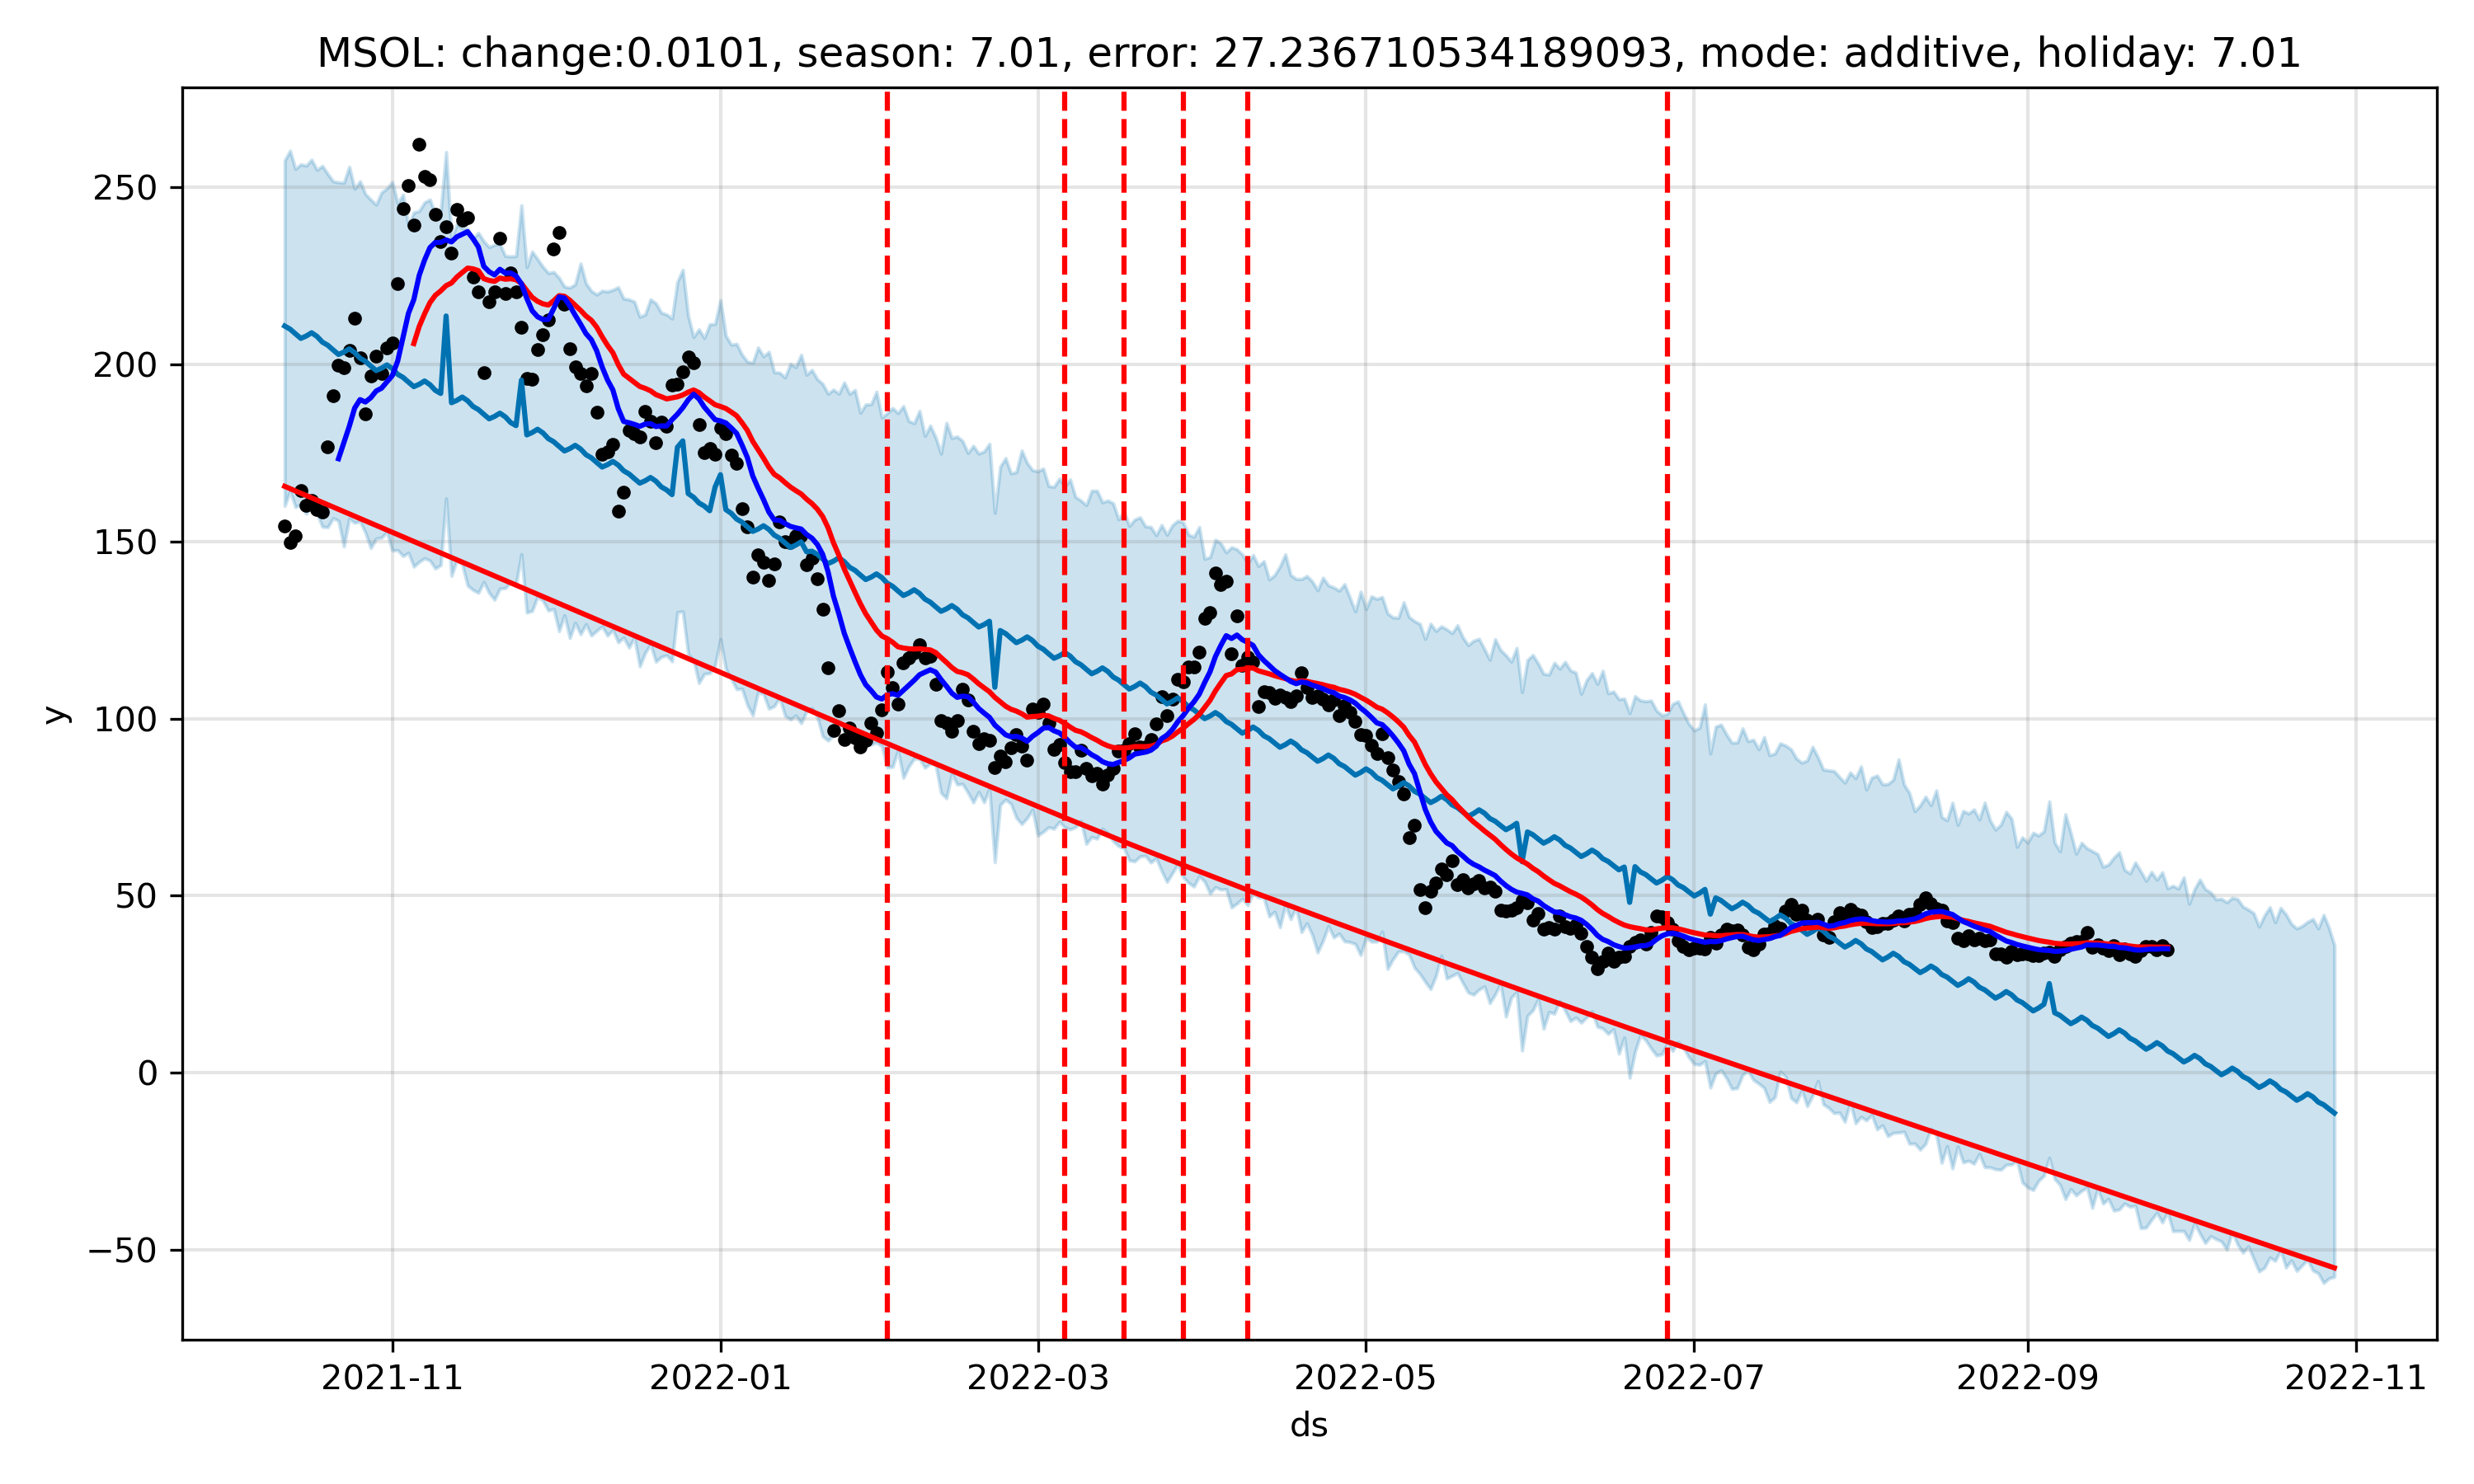 MSOL: change:0.0101, season: 7.01, error: 27.236710534189093, mode: additive, holiday: 7.01
250
200
150
100
50
0
−50
y
2021-11 2022-01 2022-03 2022-05 2022-07 2022-09 2022-11
ds